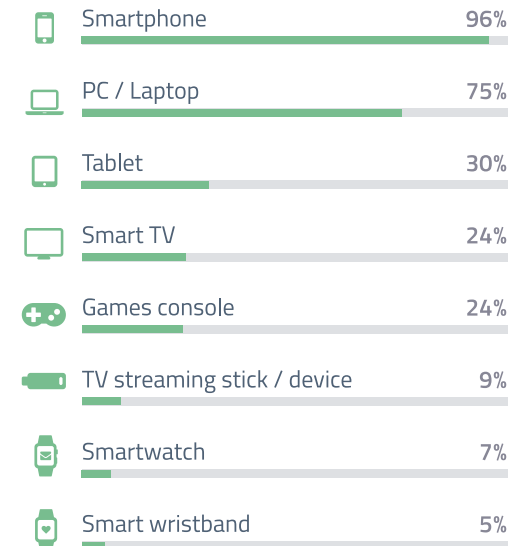 Smartphone 96%
PC / Laptop 75%
Tablet 30%
Smart TV 24%
Games console 24%
TV streaming stick / device 9%
Smartwatch 7%
Smart wristband 5%